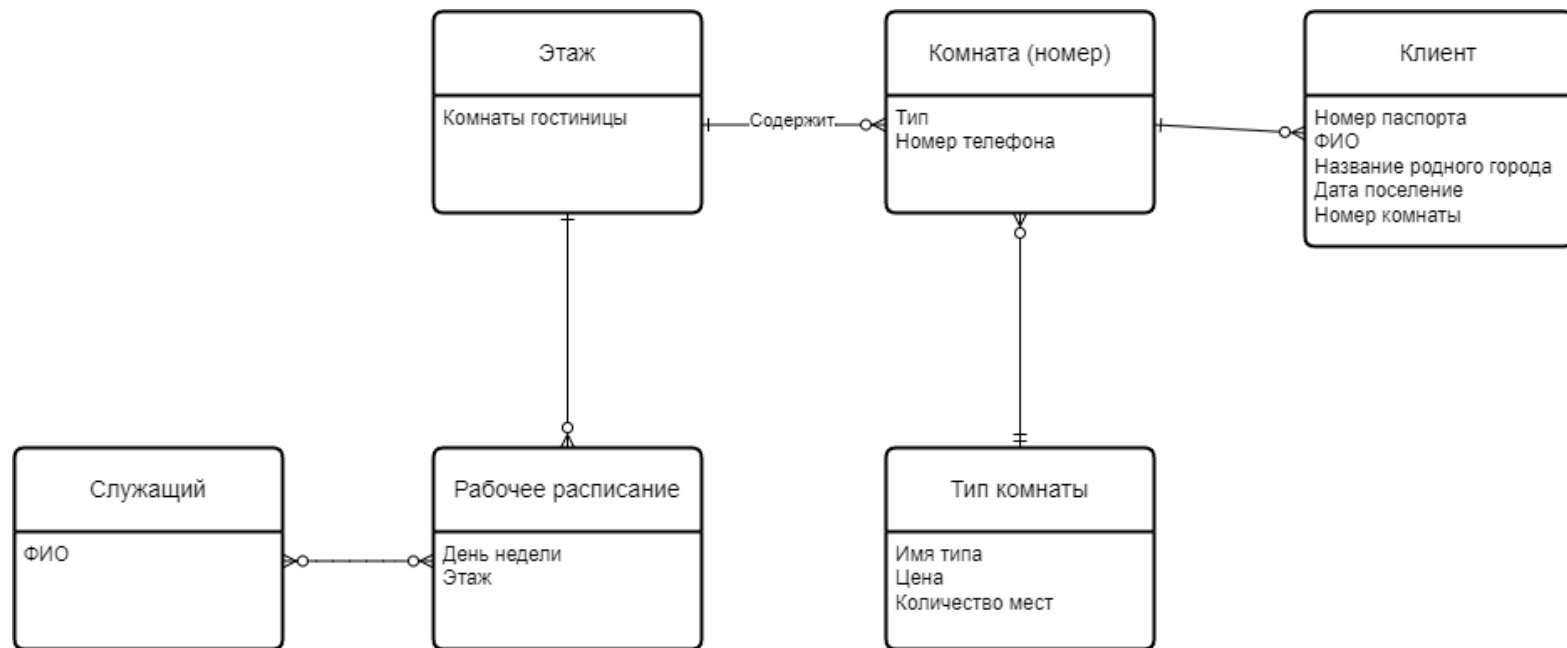 Этаж
Комнаты гостиницы
Содержит
Комната (номер)
Тип
Номер телефона
Клиент
Номер паспорта
ФИО
Название родного города
Дата поселение
Номер комнаты
Служащий
ФИО
Рабочее расписание
День недели
Этаж
Тип комнаты
Имя типа
Цена
Количество мест